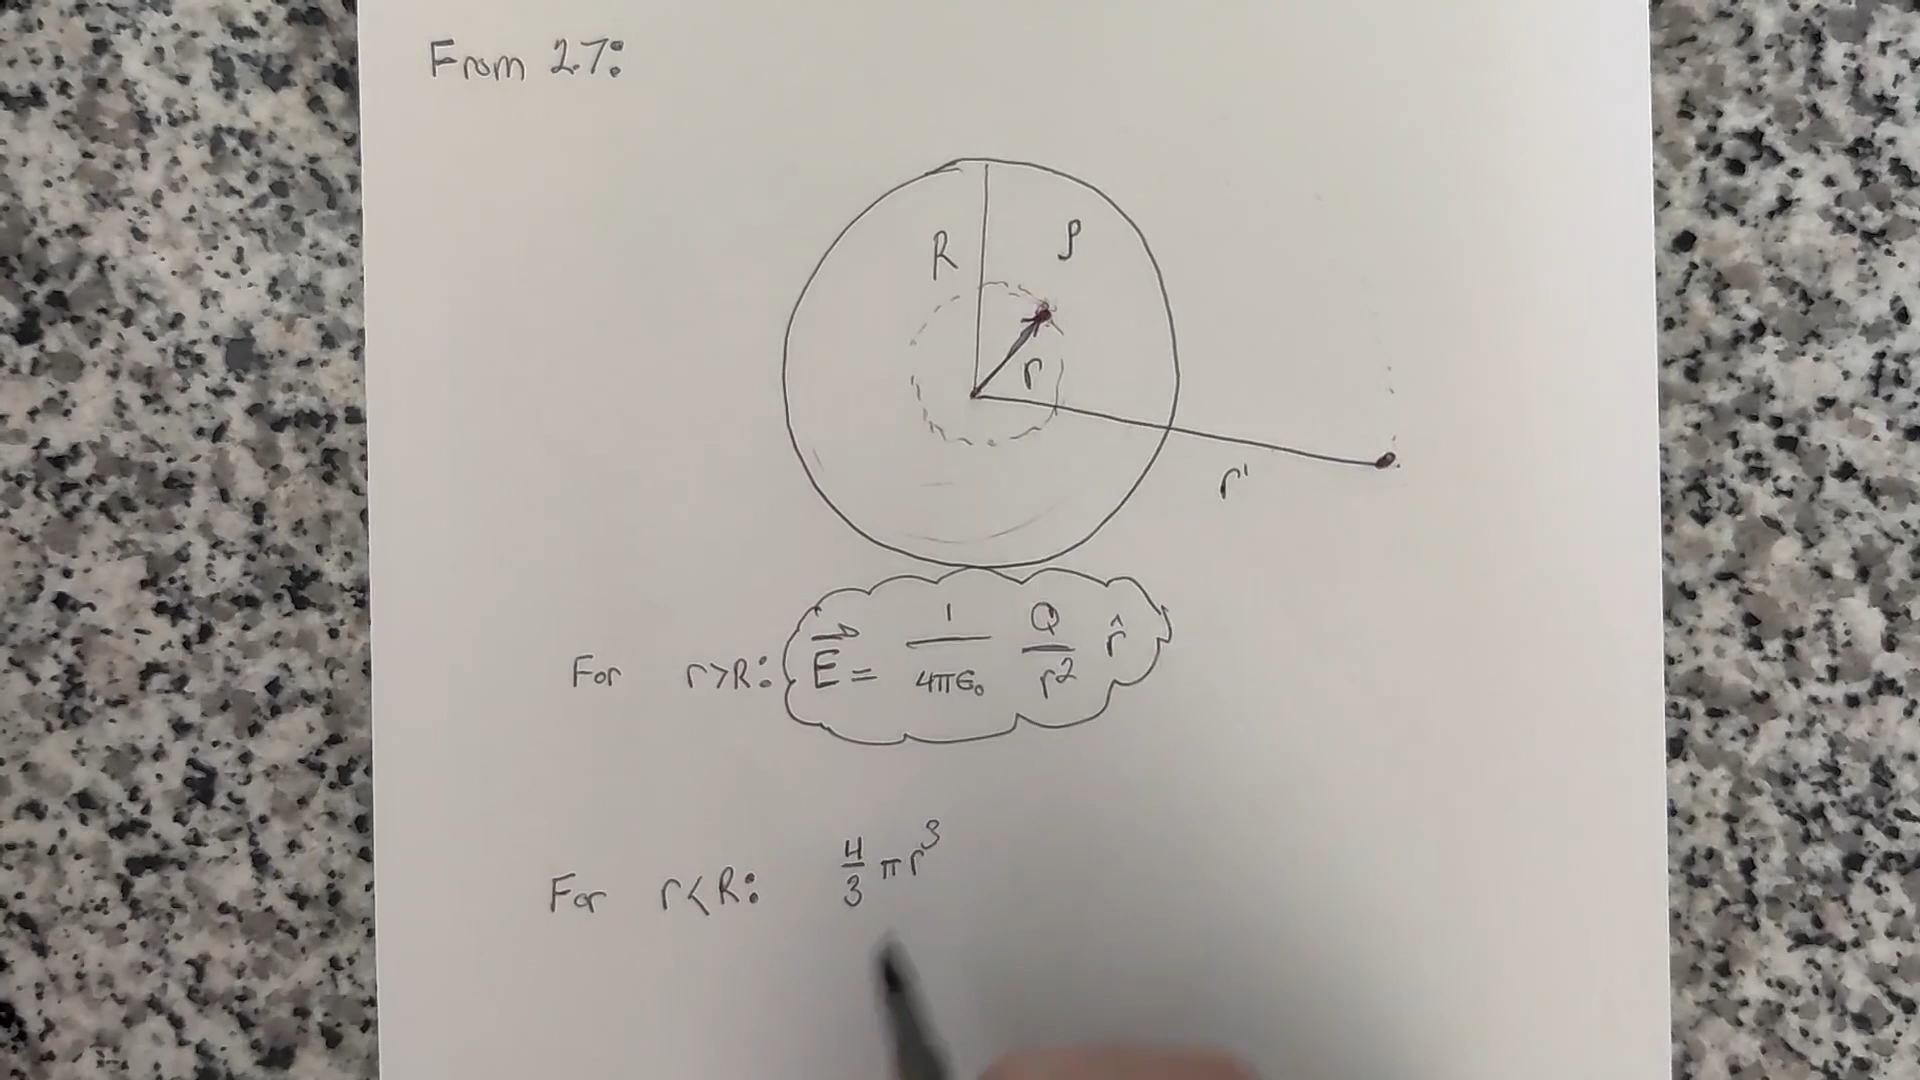 From 2.7:
R
ρ
r
r'
For r>R: E⃗ = 1/4πϵ₀ Q/r² r̂
For r<R: 4/3 πr³